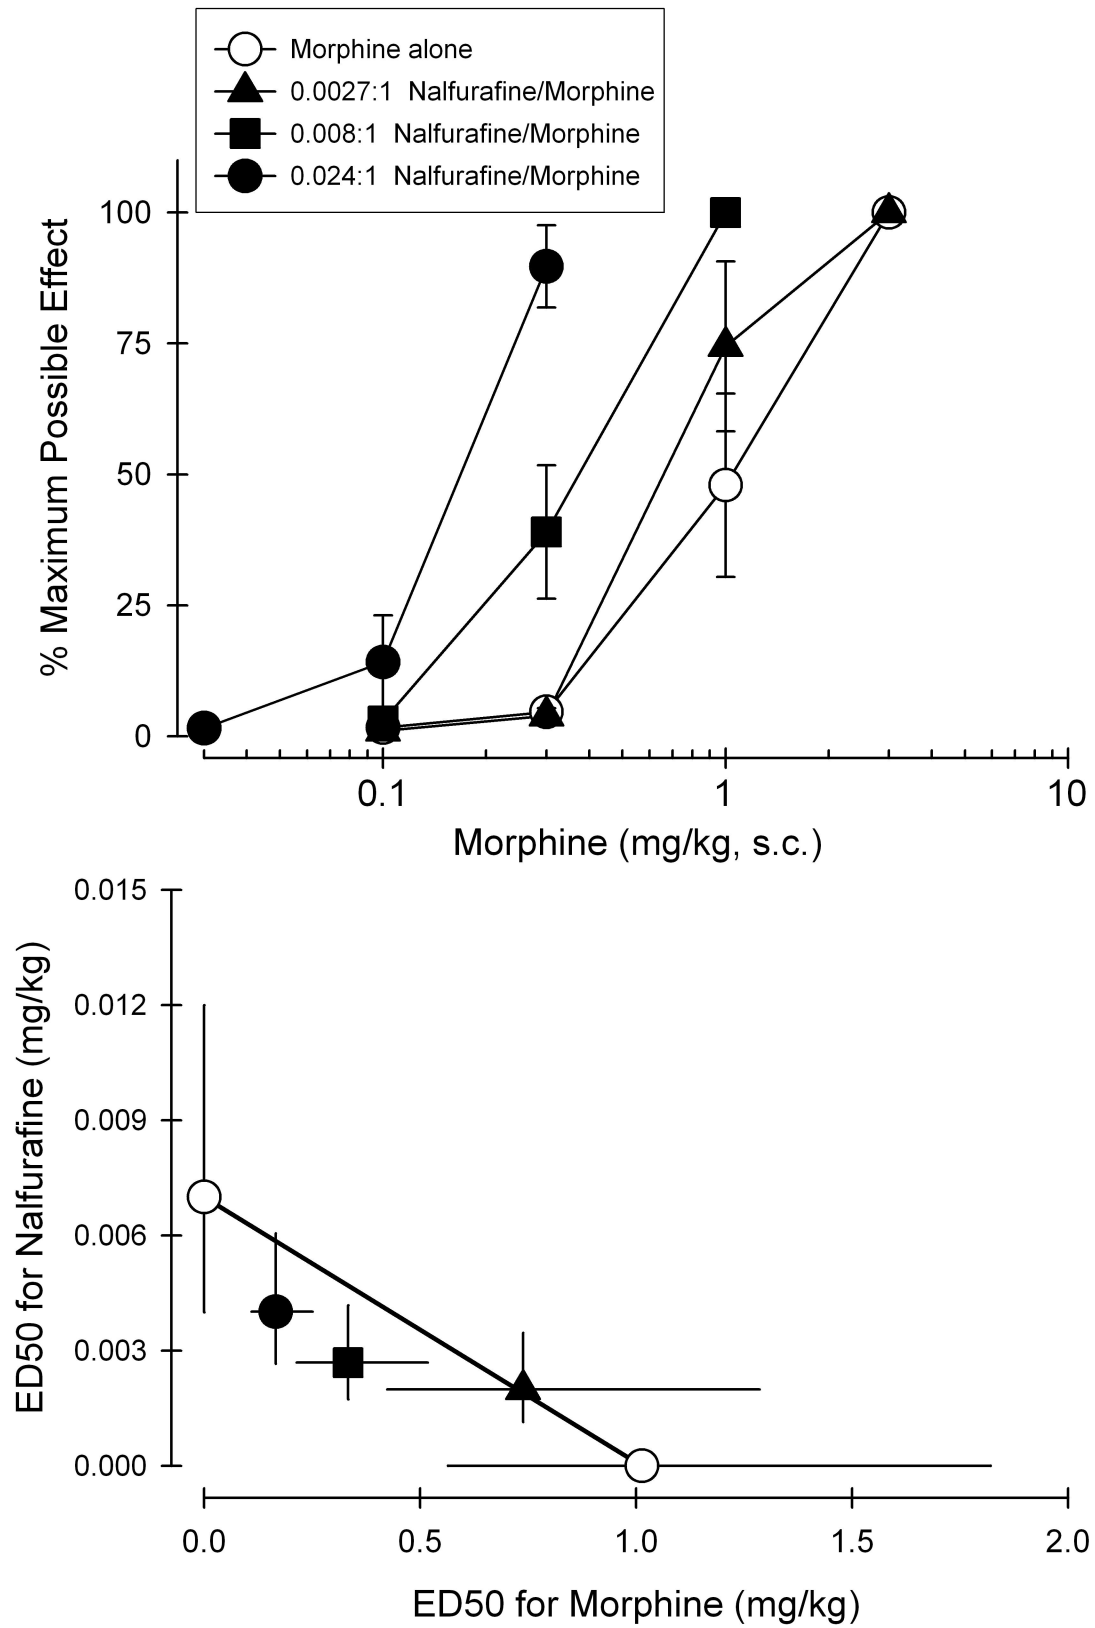 Morphine alone
0.0027:1 Nalfurafine/Morphine
0.008:1 Nalfurafine/Morphine
0.024:1 Nalfurafine/Morphine
% Maximum Possible Effect
100
75
50
25
0
0.1 1 10
Morphine (mg/kg, s.c.)
ED50 for Nalfurafine (mg/kg)
0.015
0.012
0.009
0.006
0.003
0.000
0.0 0.5 1.0 1.5 2.0
ED50 for Morphine (mg/kg)